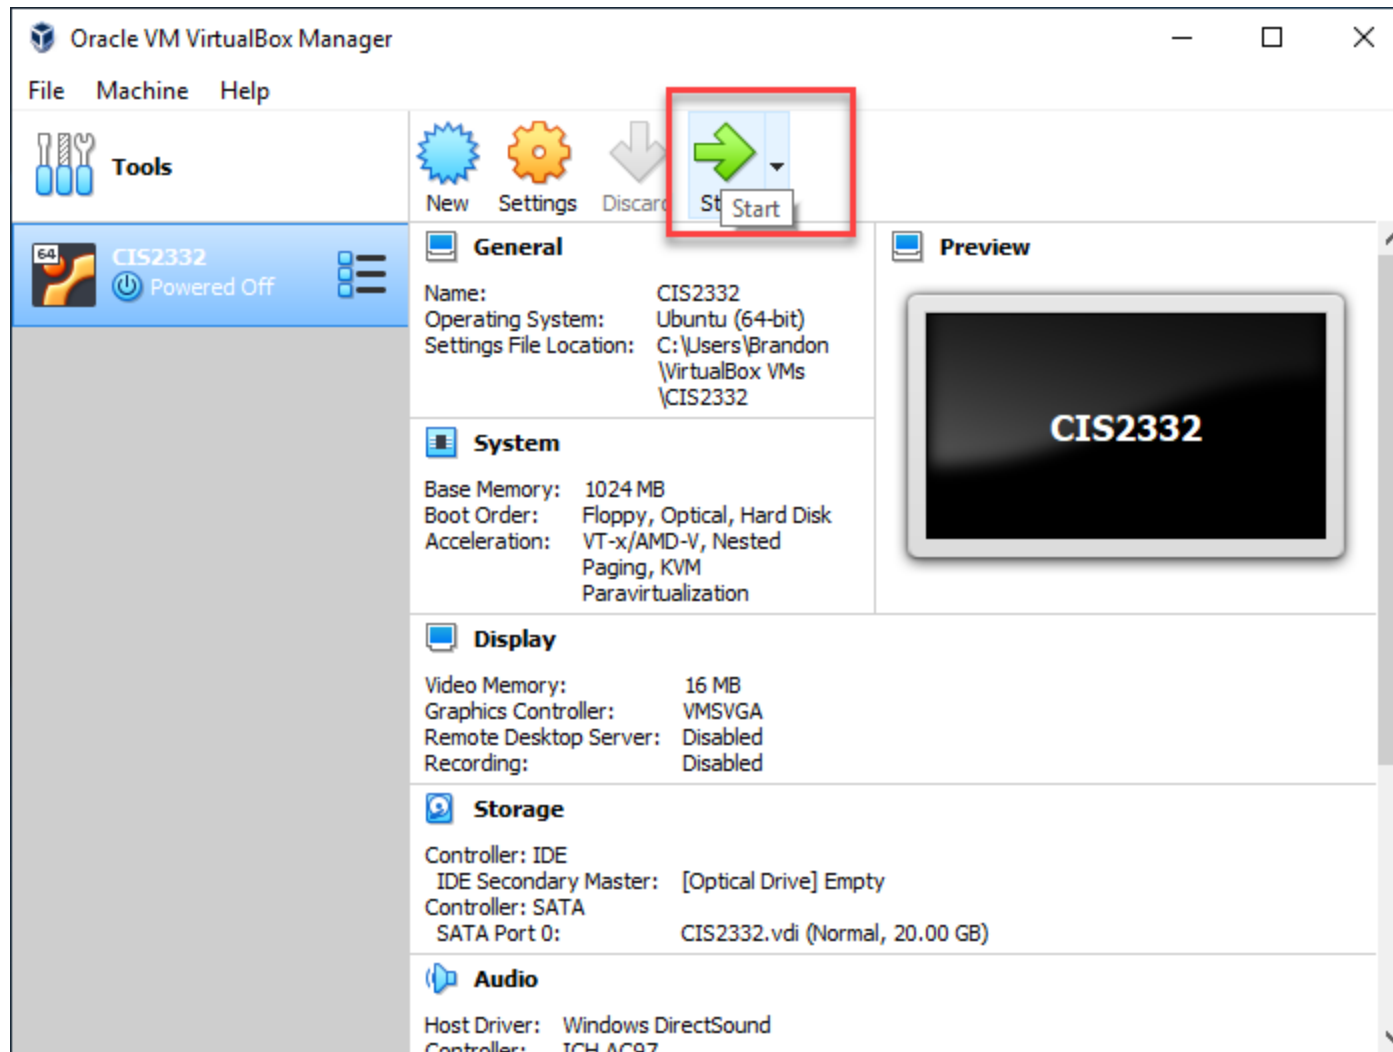 Oracle VM VirtualBox Manager
File Machine Help
Tools
New Settings Discard St
Start
64
CIS2332
Powered Off
General
Name: CIS2332
Operating System: Ubuntu (64-bit)
Settings File Location: C:\Users\Brandon
\VirtualBox VMs
\CIS2332
Preview
CIS2332
System
Base Memory: 1024 MB
Boot Order: Floppy, Optical, Hard Disk
Acceleration: VT-x/AMD-V, Nested
Paging, KVM
Paravirtualization
Display
Video Memory: 16 MB
Graphics Controller: VMSVGA
Remote Desktop Server: Disabled
Recording: Disabled
Storage
Controller: IDE
IDE Secondary Master: [Optical Drive] Empty
Controller: SATA
SATA Port 0: CIS2332.vdi (Normal, 20.00 GB)
Audio
Host Driver: Windows DirectSound
Controller: ICH AC97